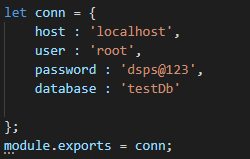 let conn = {
    host : 'localhost',
    user : 'root',
    password : 'dsps@123',
    database : 'testDb'
};
module.exports = conn;